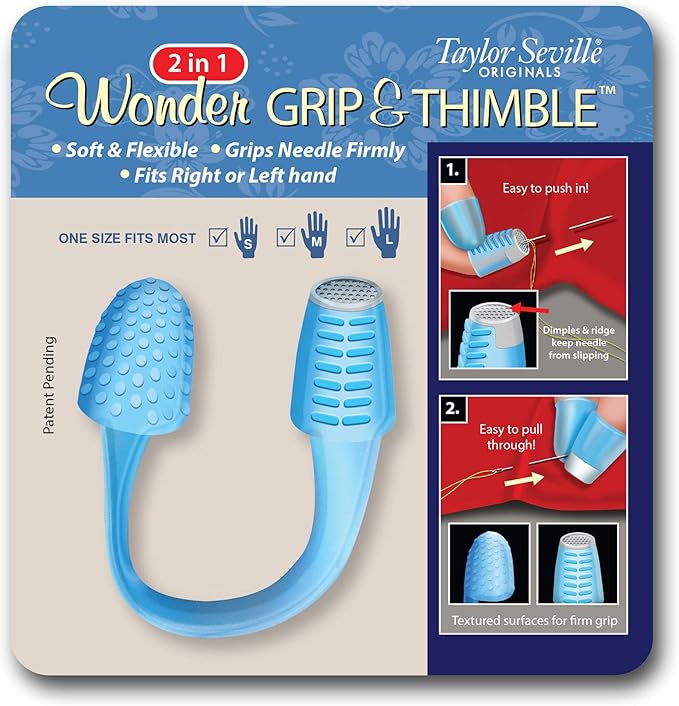 2 in 1
Taylor Seville®
ORIGINALS
Wonder GRIP & THIMBLE™
• Soft & Flexible • Grips Needle Firmly
• Fits Right or Left hand
ONE SIZE FITS MOST S M L
Patent Pending
1.
Easy to push in!
Dimples & ridge
keep needle
from slipping
2.
Easy to pull
through!
Textured surfaces for firm grip